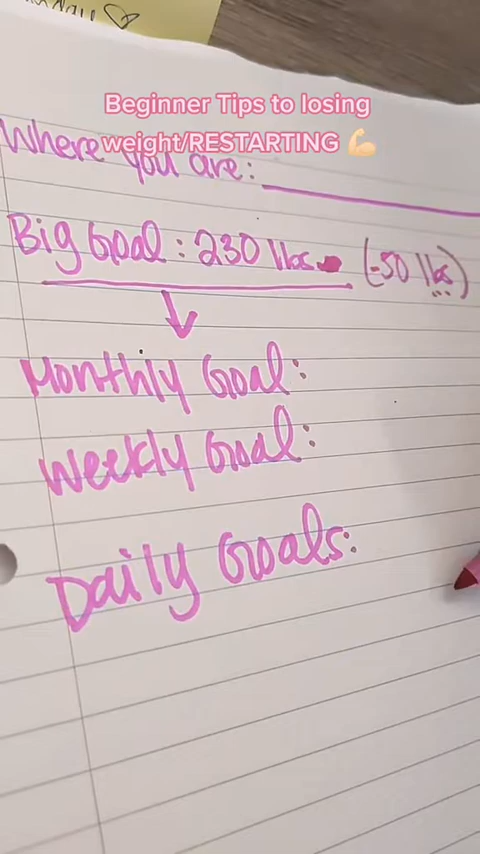 Beginner Tips to losing
weight/RESTARTING 💪🏼
Where you are:
Big Goal: 230 lbs (-50 lbs)
Monthly Goal:
Weekly Goal:
Daily Goals: